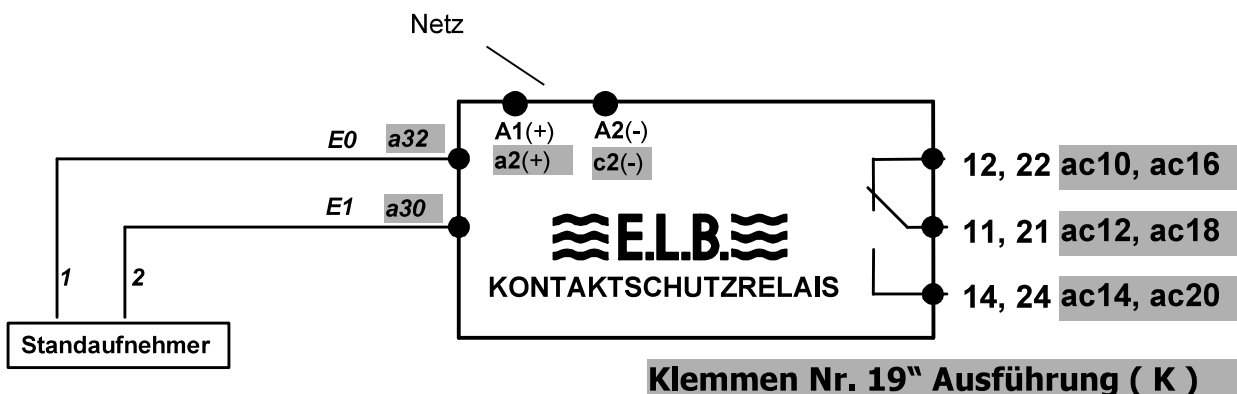 Netz
E0 a32
A1(+) A2(-)
a2(+) c2(-)
12, 22 ac10, ac16
E1 a30
11, 21 ac12, ac18
E.L.B.
KONTAKTSCHUTZRELAIS
14, 24 ac14, ac20
1 2
Standaufnehmer
Klemmen Nr. 19“ Ausführung ( K )